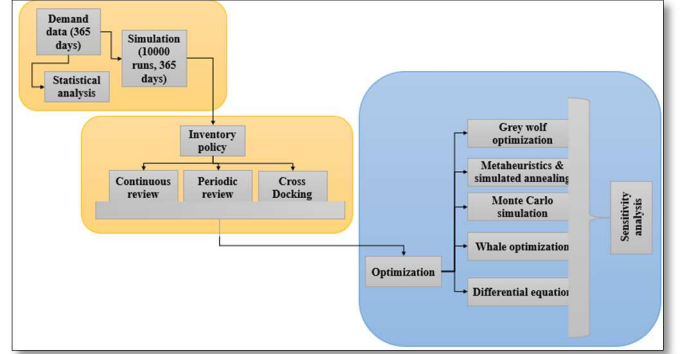 Demand
data (365
days)
Simulation
(10000
runs, 365
days)
Statistical
analysis
Inventory
policy
Continuous
review
Periodic
review
Cross
Docking
Optimization
Grey wolf
optimization
Metaheuristics &
simulated annealing
Monte Carlo
simulation
Whale optimization
Differential equation
Sensitivity
analysis